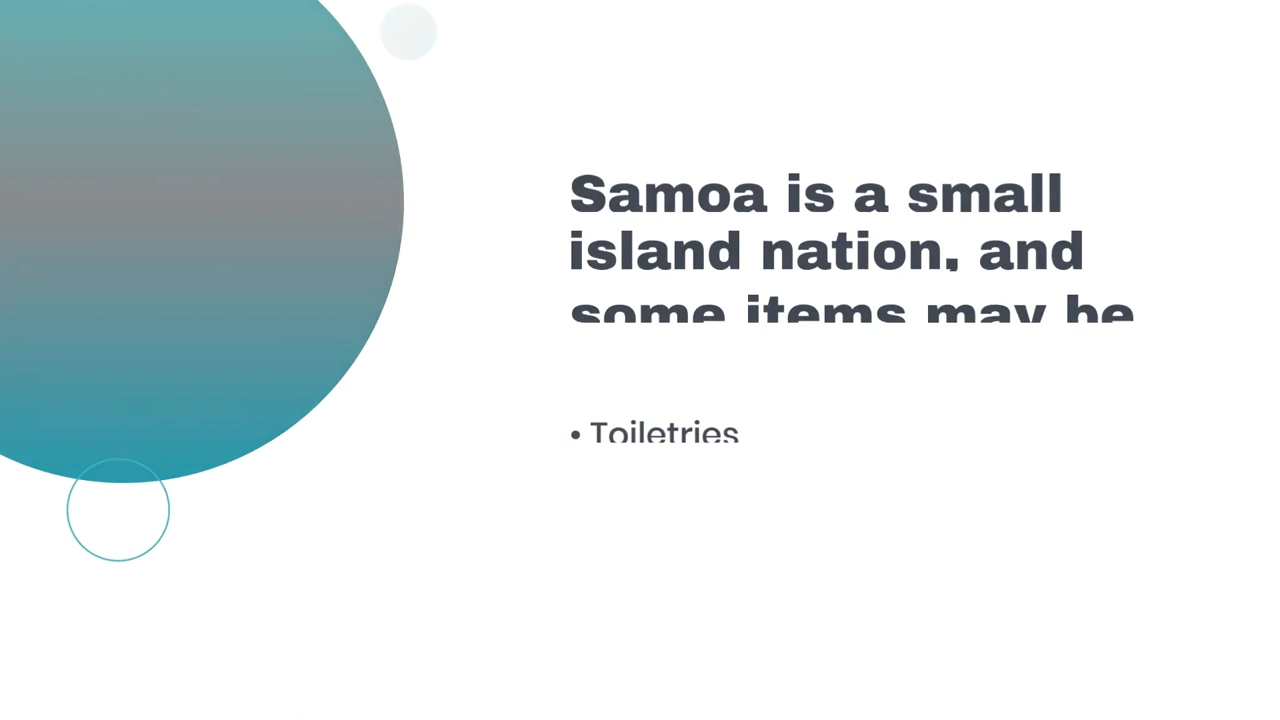 Samoa is a small
island nation, and
some items may be
• Toiletries